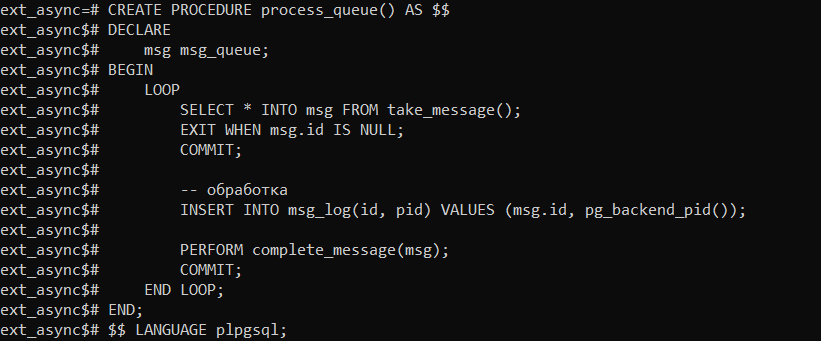 ext_async=# CREATE PROCEDURE process_queue() AS $$
ext_async$# DECLARE
ext_async$#     msg msg_queue;
ext_async$# BEGIN
ext_async$#     LOOP
ext_async$#         SELECT * INTO msg FROM take_message();
ext_async$#         EXIT WHEN msg.id IS NULL;
ext_async$#         COMMIT;
ext_async$#
ext_async$#         -- обработка
ext_async$#         INSERT INTO msg_log(id, pid) VALUES (msg.id, pg_backend_pid());
ext_async$#
ext_async$#         PERFORM complete_message(msg);
ext_async$#         COMMIT;
ext_async$#     END LOOP;
ext_async$# END;
ext_async$# $$ LANGUAGE plpgsql;